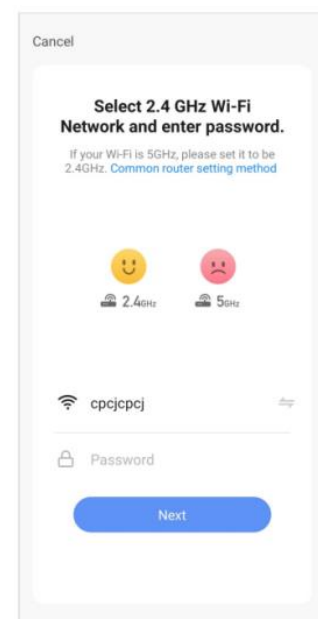 Cancel
Select 2.4 GHz Wi-Fi
Network and enter password.
If your Wi-Fi is 5GHz, please set it to be
2.4GHz. Common router setting method
2.4GHz 5GHz
cpcjcpcj
Password
Next